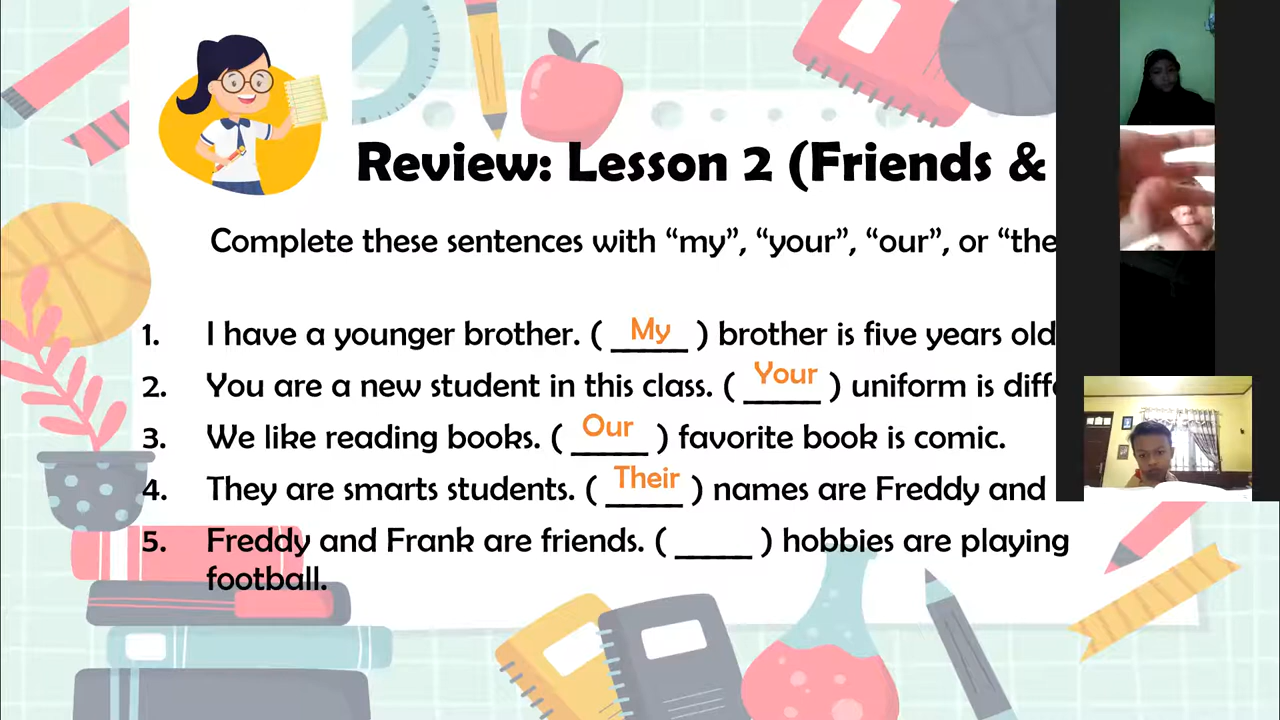 Review: Lesson 2 (Friends &
Complete these sentences with “my”, “your”, “our”, or “the
1. I have a younger brother. ( My ) brother is five years old
2. You are a new student in this class. ( Your ) uniform is diffe
3. We like reading books. ( Our ) favorite book is comic.
4. They are smarts students. ( Their ) names are Freddy and
5. Freddy and Frank are friends. ( _____ ) hobbies are playing
football.